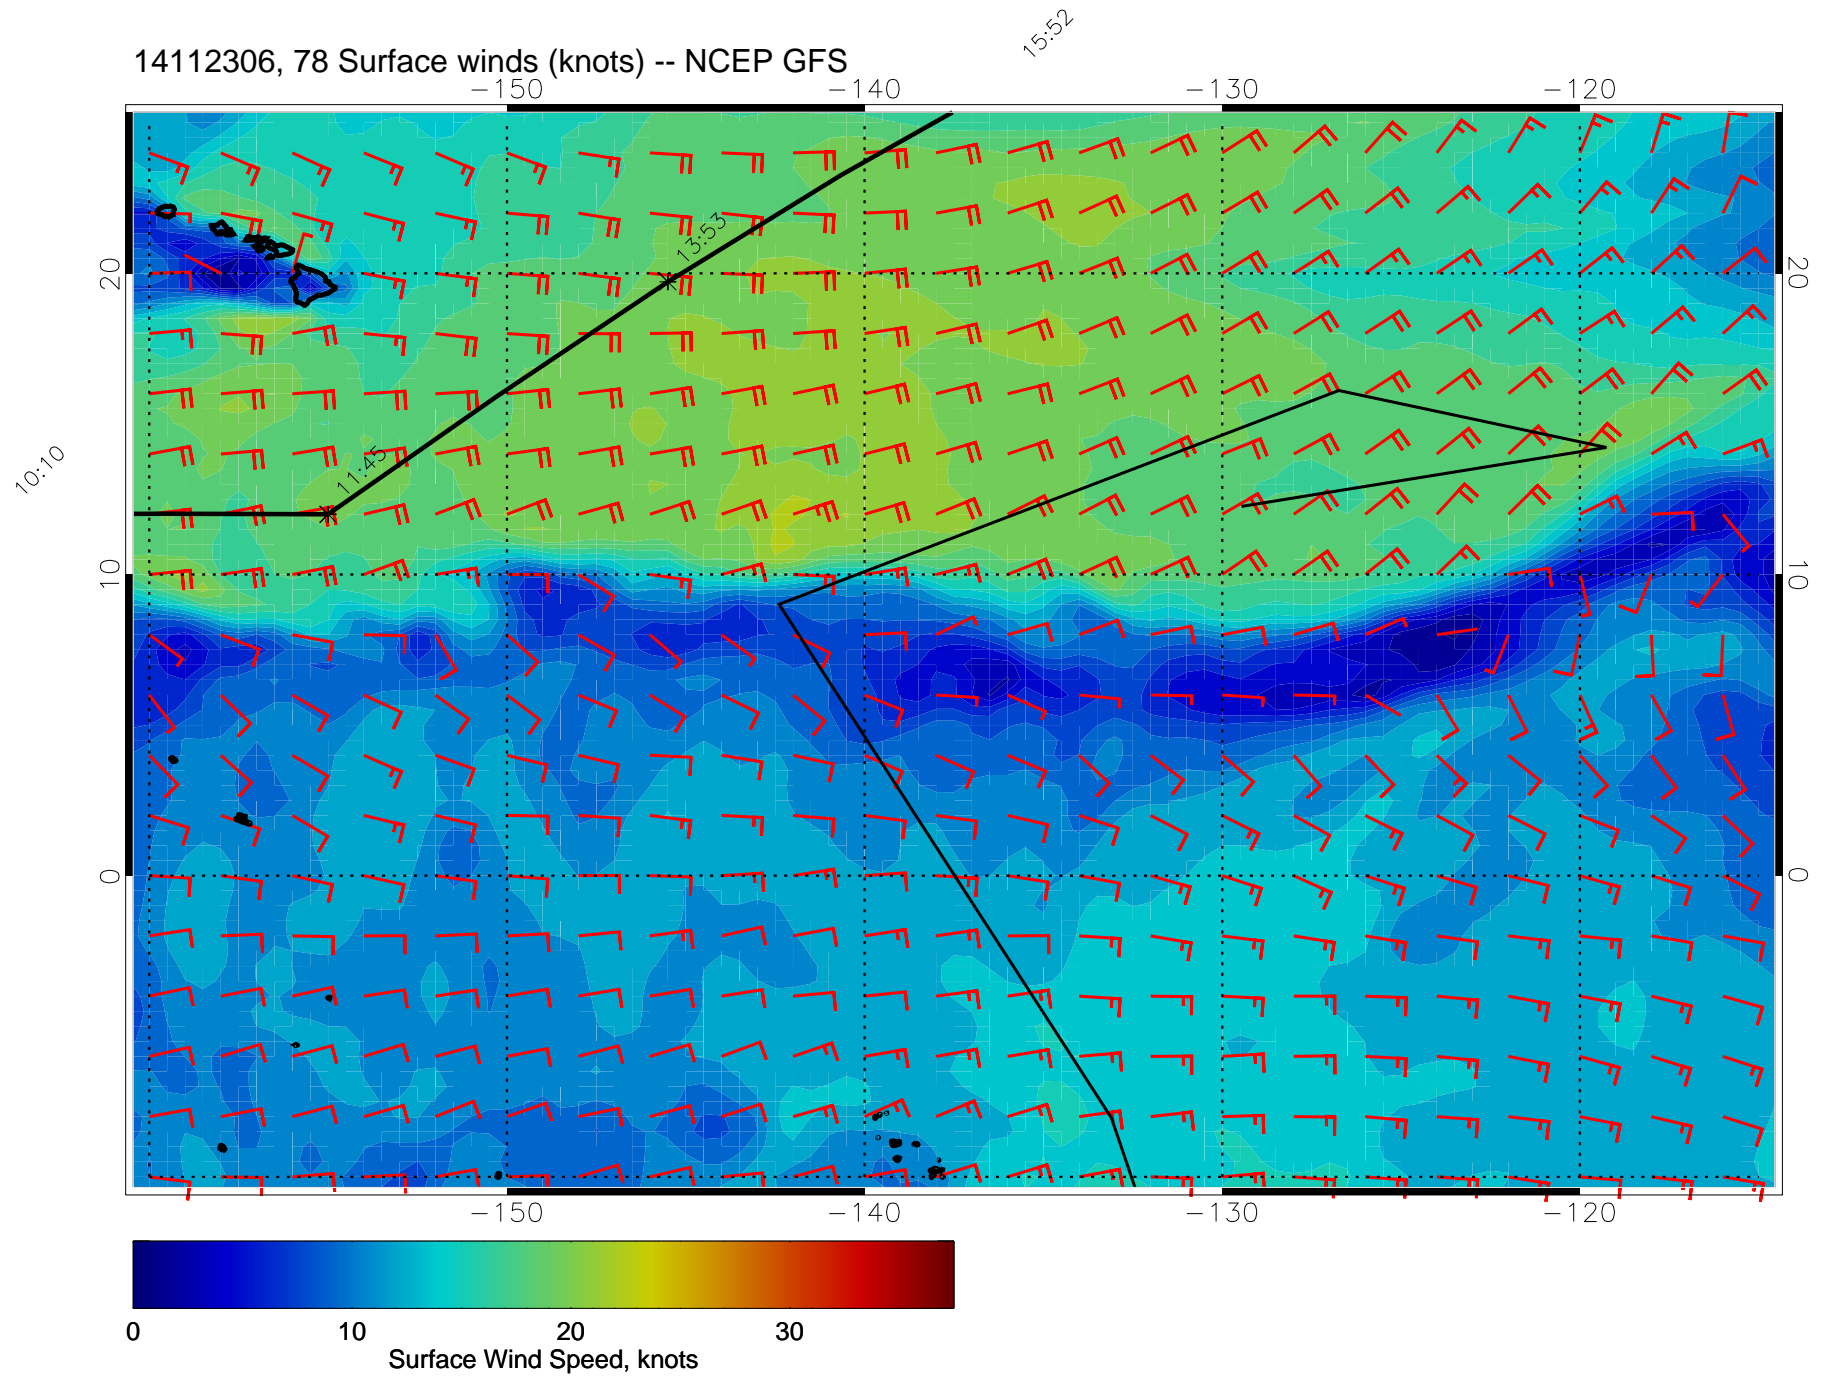 15:52
14112306, 78 Surface winds (knots) -- NCEP GFS
-150 -140 -130 -120
13:53
20 20
10:10
11:45
10 10
0 0
-150 -140 -130 -120
0 10 20 30
Surface Wind Speed, knots